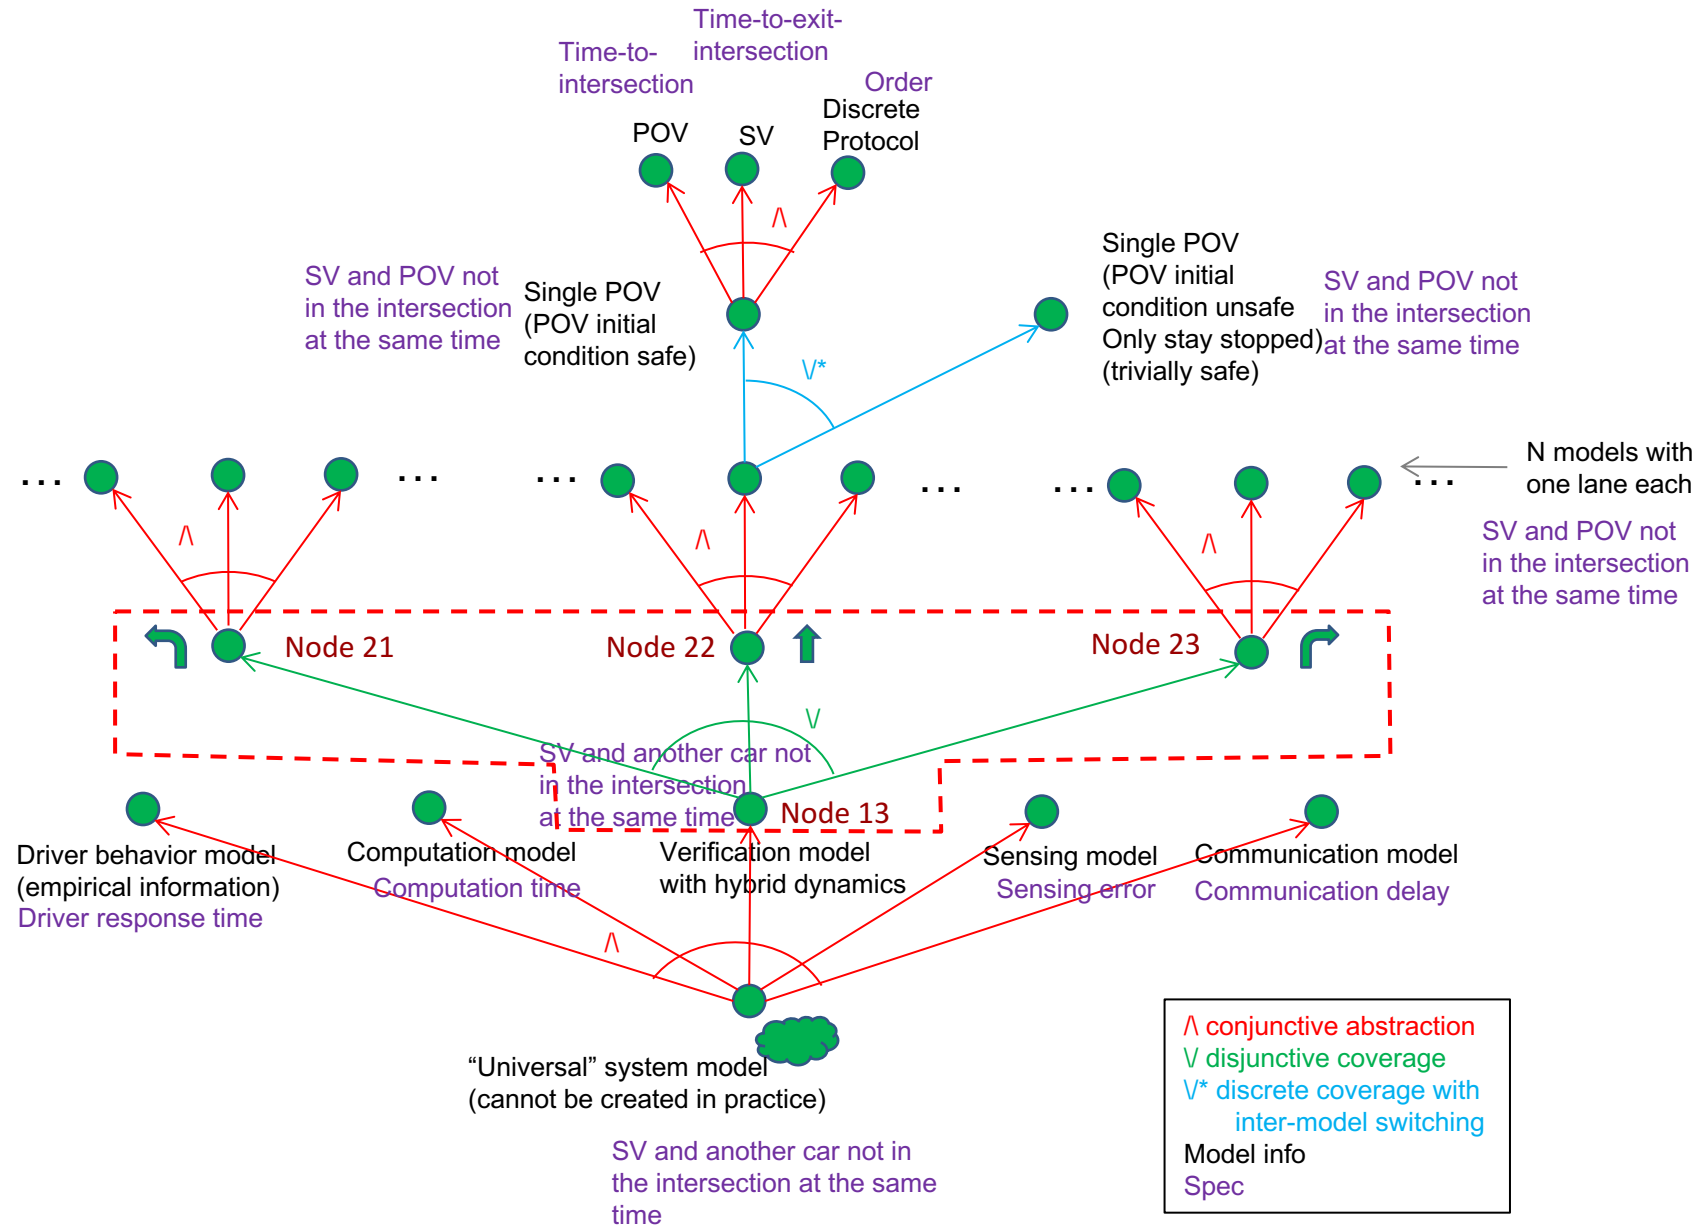 Time-to-exit-
intersection
Time-to-
intersection
Order
Discrete
Protocol
POV
SV
/\
Single POV
(POV initial
condition unsafe
Only stay stopped)
(trivially safe)
SV and POV not
in the intersection
at the same time
SV and POV not
in the intersection
at the same time
Single POV
(POV initial
condition safe)
\/*
...
...
...
...
...
...
N models with
one lane each
SV and POV not
in the intersection
at the same time
/\
/\
/\
Node 21
Node 22
Node 23
\/
SV and another car not
in the intersection
at the same time
Node 13
Driver behavior model
(empirical information)
Driver response time
Computation model
Computation time
Verification model
with hybrid dynamics
Sensing model
Sensing error
Communication model
Communication delay
/\
“Universal” system model
(cannot be created in practice)
SV and another car not in
the intersection at the same
time
/\ conjunctive abstraction
\/ disjunctive coverage
\/* discrete coverage with
inter-model switching
Model info
Spec